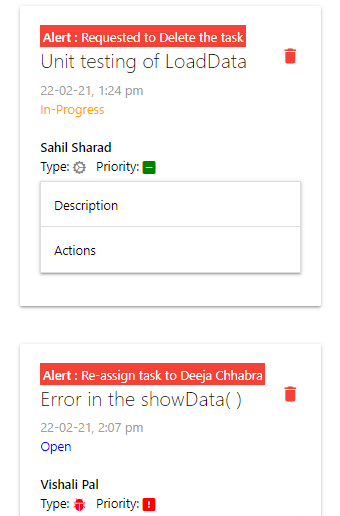 Alert : Requested to Delete the task
Unit testing of LoadData
22-02-21, 1:24 pm
In-Progress
Sahil Sharad
Type: Priority:
Description
Actions
Alert : Re-assign task to Deeja Chhabra
Error in the showData( )
22-02-21, 2:07 pm
Open
Vishali Pal
Type: Priority: